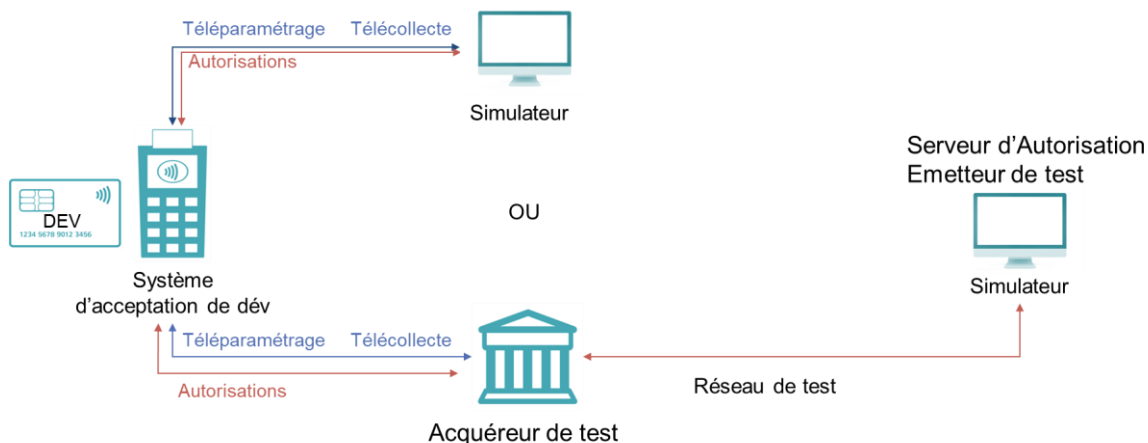 Téléparamétrage Télécollecte
Autorisations
Simulateur
Serveur d'Autorisation
Emetteur de test
DEV
1234 5678 9012 3456
OU
Système
d'acceptation de dév
Simulateur
Téléparamétrage Télécollecte
Autorisations
Réseau de test
Acquéreur de test